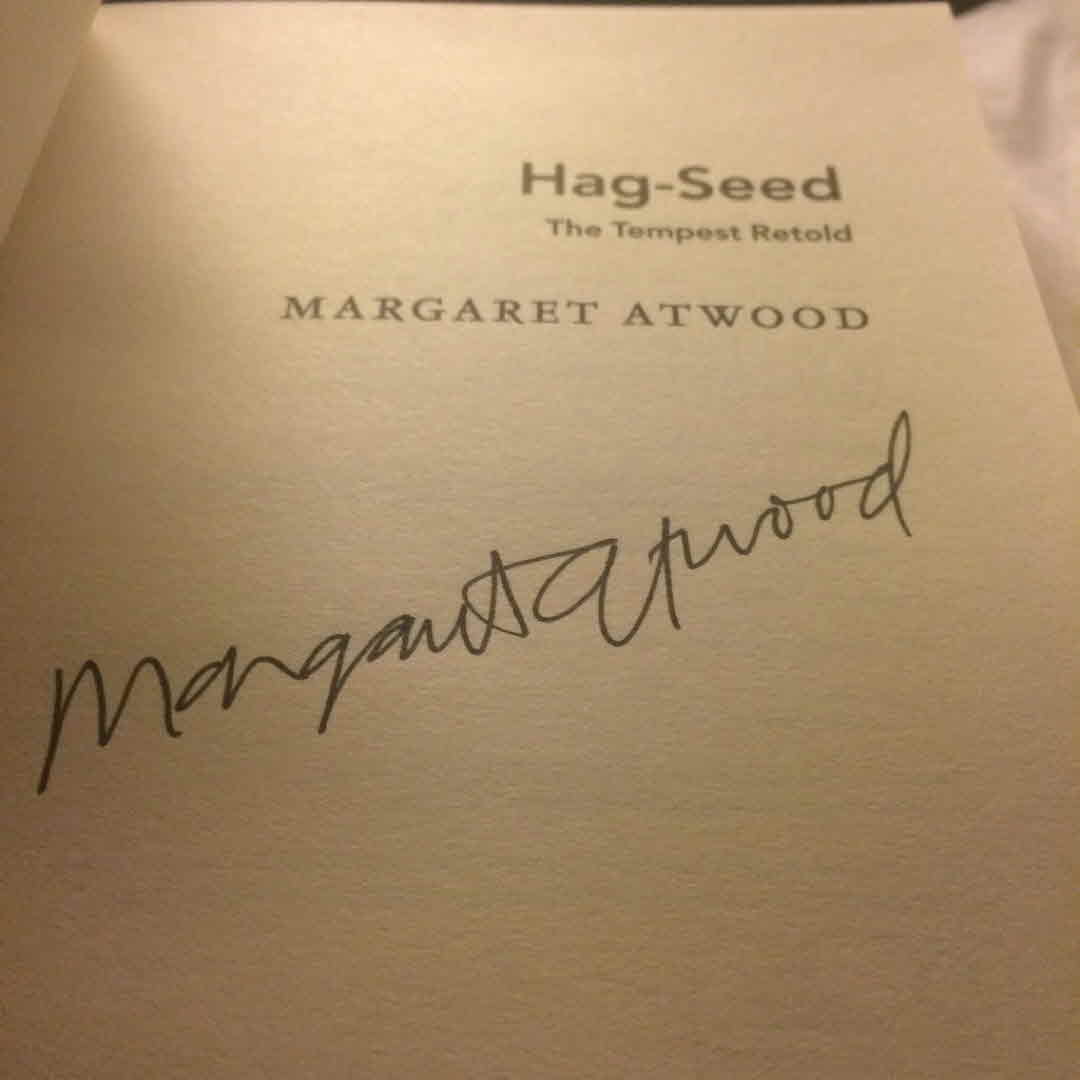 Hag-Seed
The Tempest Retold
MARGARET ATWOOD
Margaret Atwood